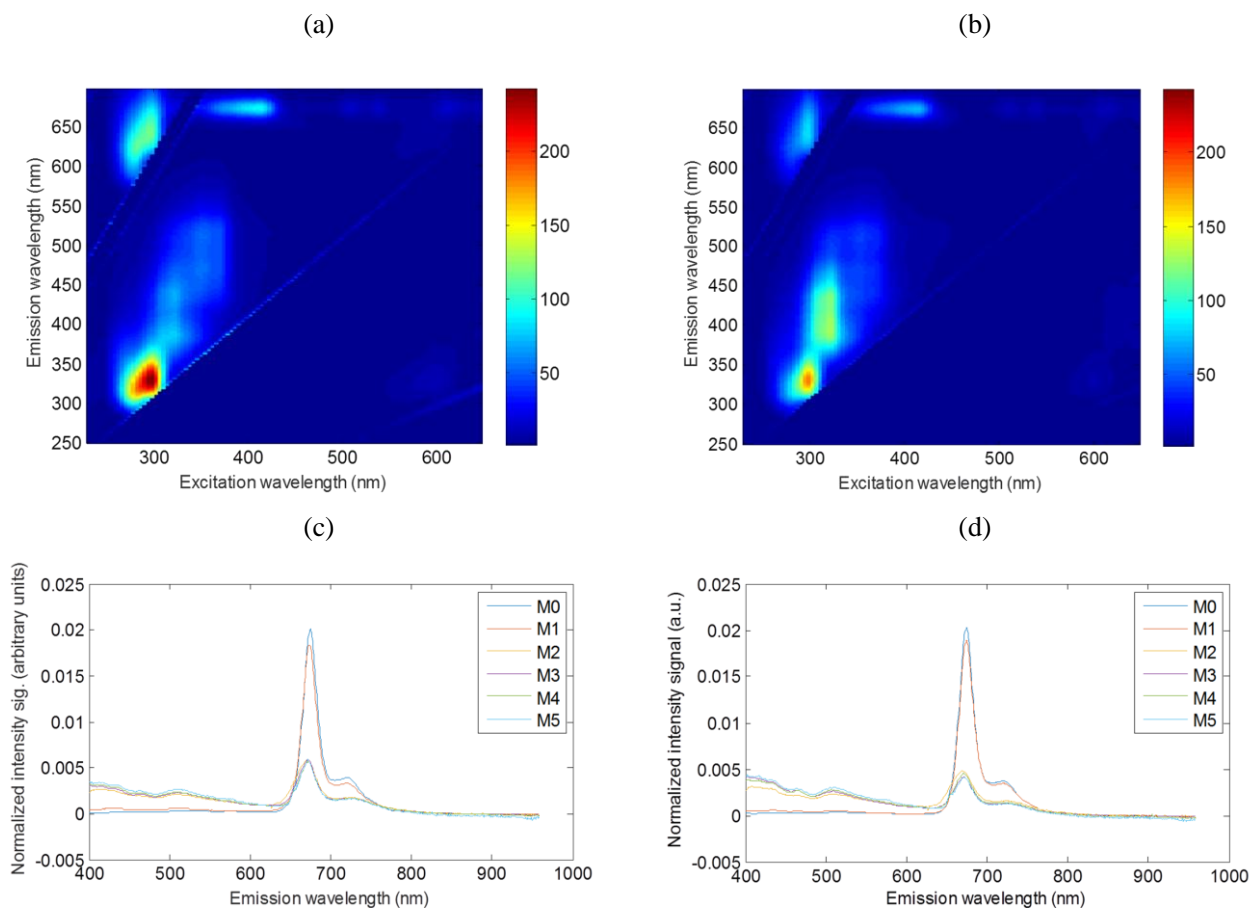 (a)
(b)
650
600
550
500
450
400
350
300
250
Emission wavelength (nm)
300
400
500
600
Excitation wavelength (nm)
200
150
100
50
650
600
550
500
450
400
350
300
250
Emission wavelength (nm)
300
400
500
600
Excitation wavelength (nm)
200
150
100
50
(c)
(d)
0.025
0.02
0.015
0.01
0.005
0
-0.005
Normalized intensity sig. (arbitrary units)
400
500
600
700
800
900
1000
Emission wavelength (nm)
M0
M1
M2
M3
M4
M5
0.025
0.02
0.015
0.01
0.005
0
-0.005
Normalized intensity signal (a.u.)
400
500
600
700
800
900
1000
Emission wavelength (nm)
M0
M1
M2
M3
M4
M5